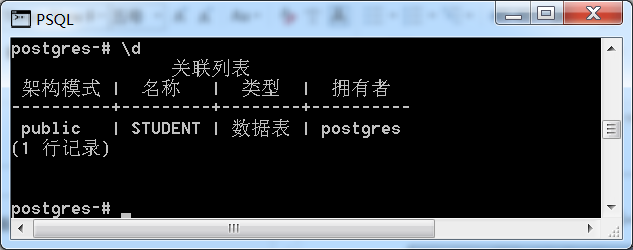 PSQL
postgres-# \d
关联列表
架构模式 | 名称 | 类型 | 拥有者
----------+---------+--------+----------
public | STUDENT | 数据表 | postgres
(1 行记录)
postgres-#